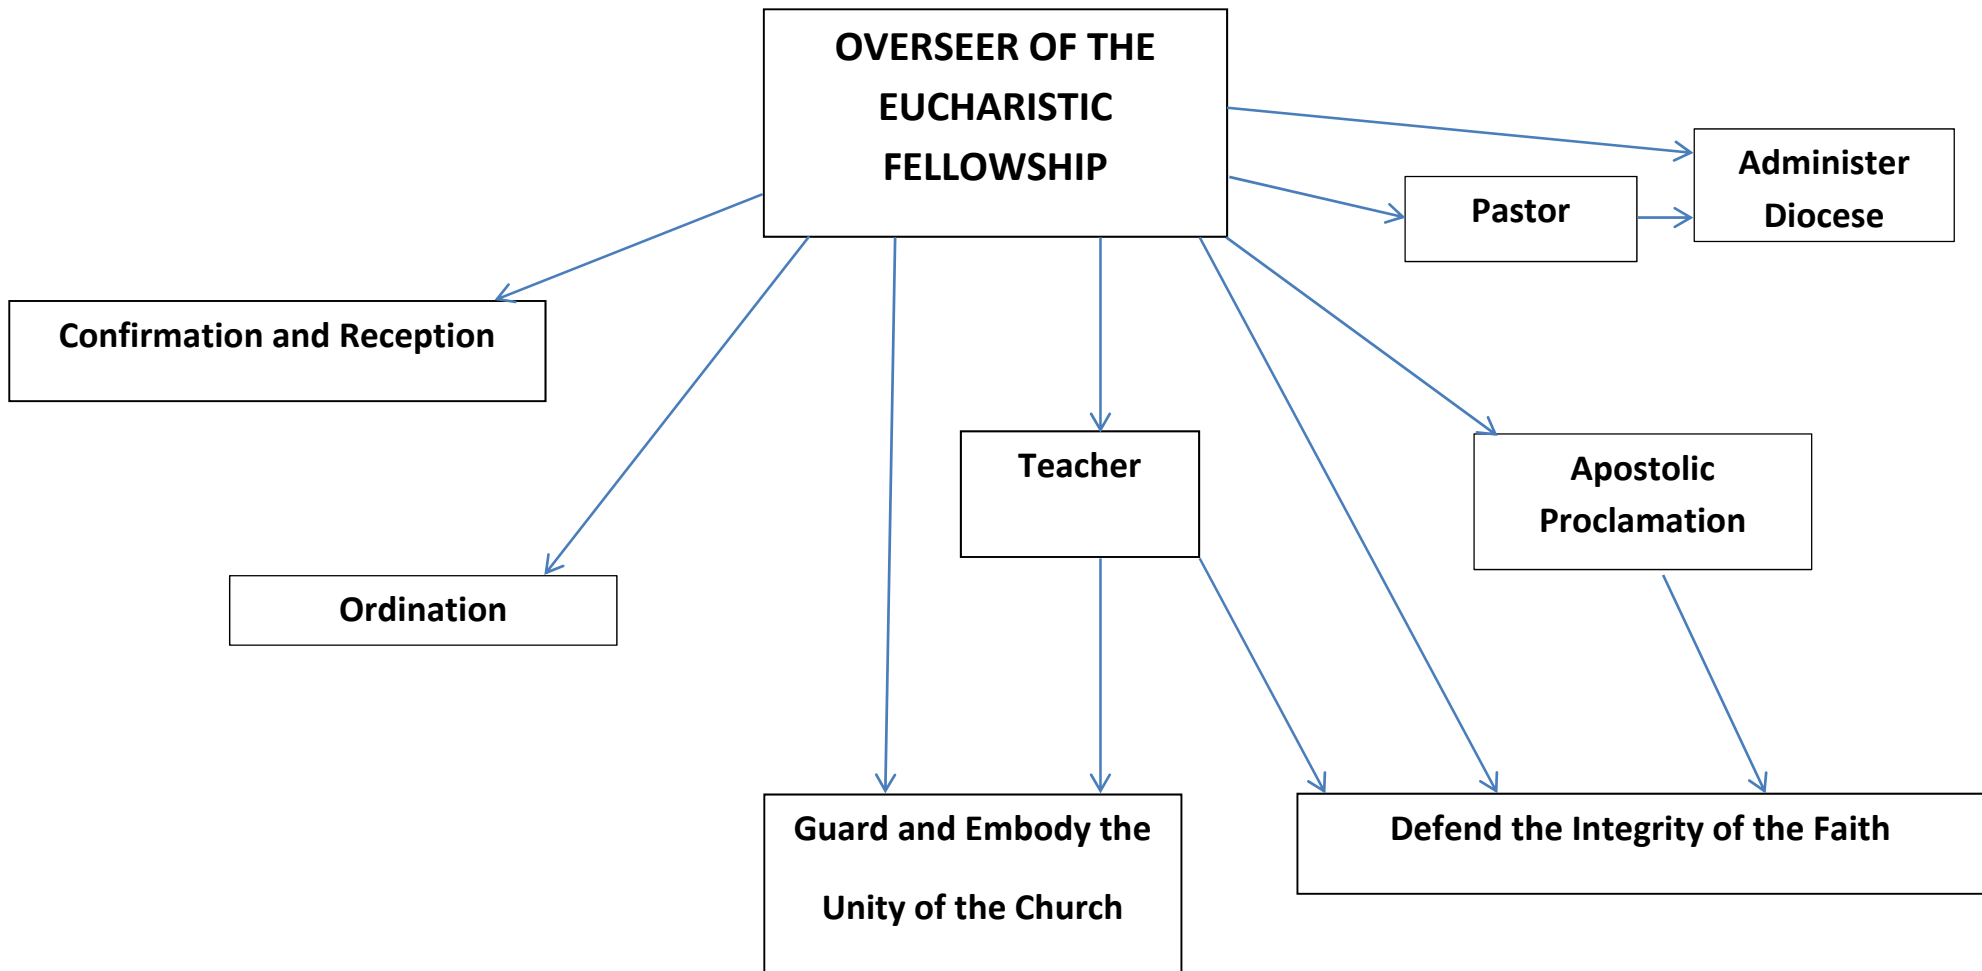 OVERSEER OF THE
EUCHARISTIC
FELLOWSHIP
Administer
Diocese
Pastor
Confirmation and Reception
Teacher
Apostolic
Proclamation
Ordination
Guard and Embody the
Unity of the Church
Defend the Integrity of the Faith